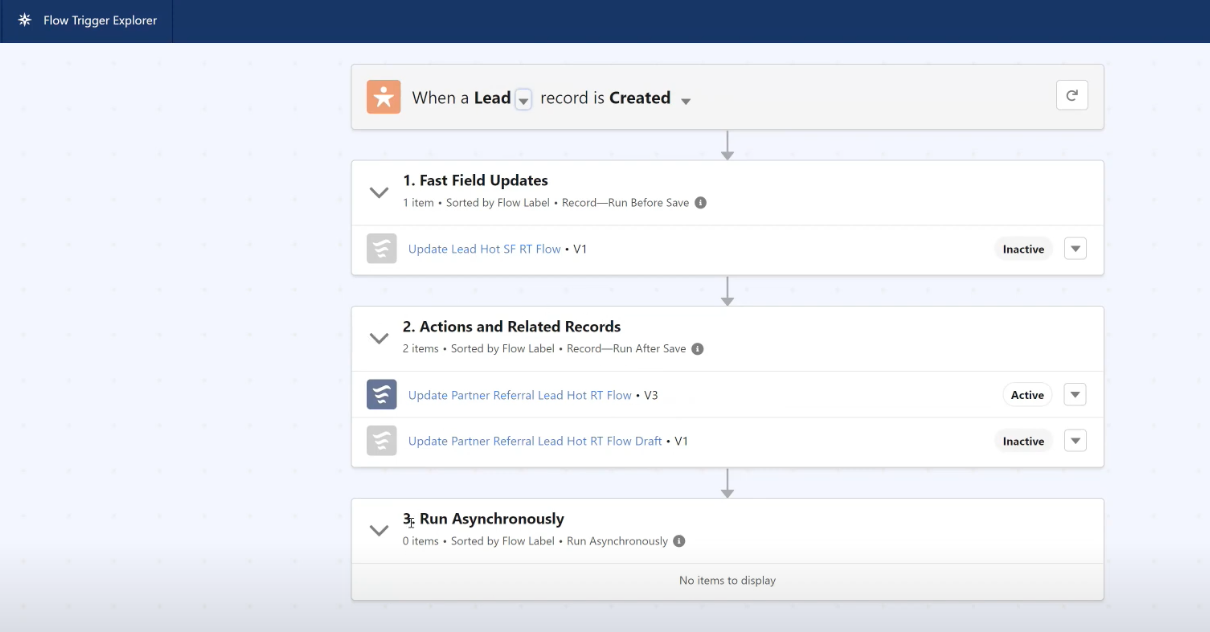 Flow Trigger Explorer
When a Lead record is Created
1. Fast Field Updates
1 item • Sorted by Flow Label • Record—Run Before Save
Update Lead Hot SF RT Flow • V1 Inactive
2. Actions and Related Records
2 items • Sorted by Flow Label • Record—Run After Save
Update Partner Referral Lead Hot RT Flow • V3 Active
Update Partner Referral Lead Hot RT Flow Draft • V1 Inactive
3. Run Asynchronously
0 items • Sorted by Flow Label • Run Asynchronously
No items to display